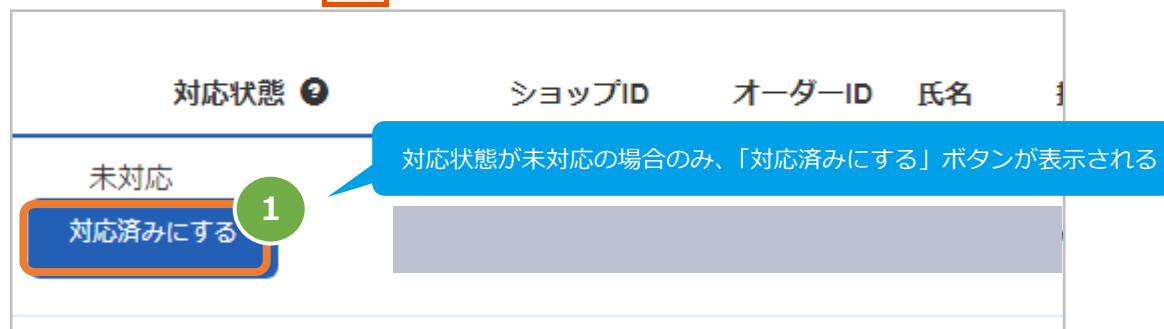 対応状態 ?
ショップID
オーダーID
氏名
対応状態が未対応の場合のみ、「対応済みにする」ボタンが表示される
未対応
1
対応済みにする